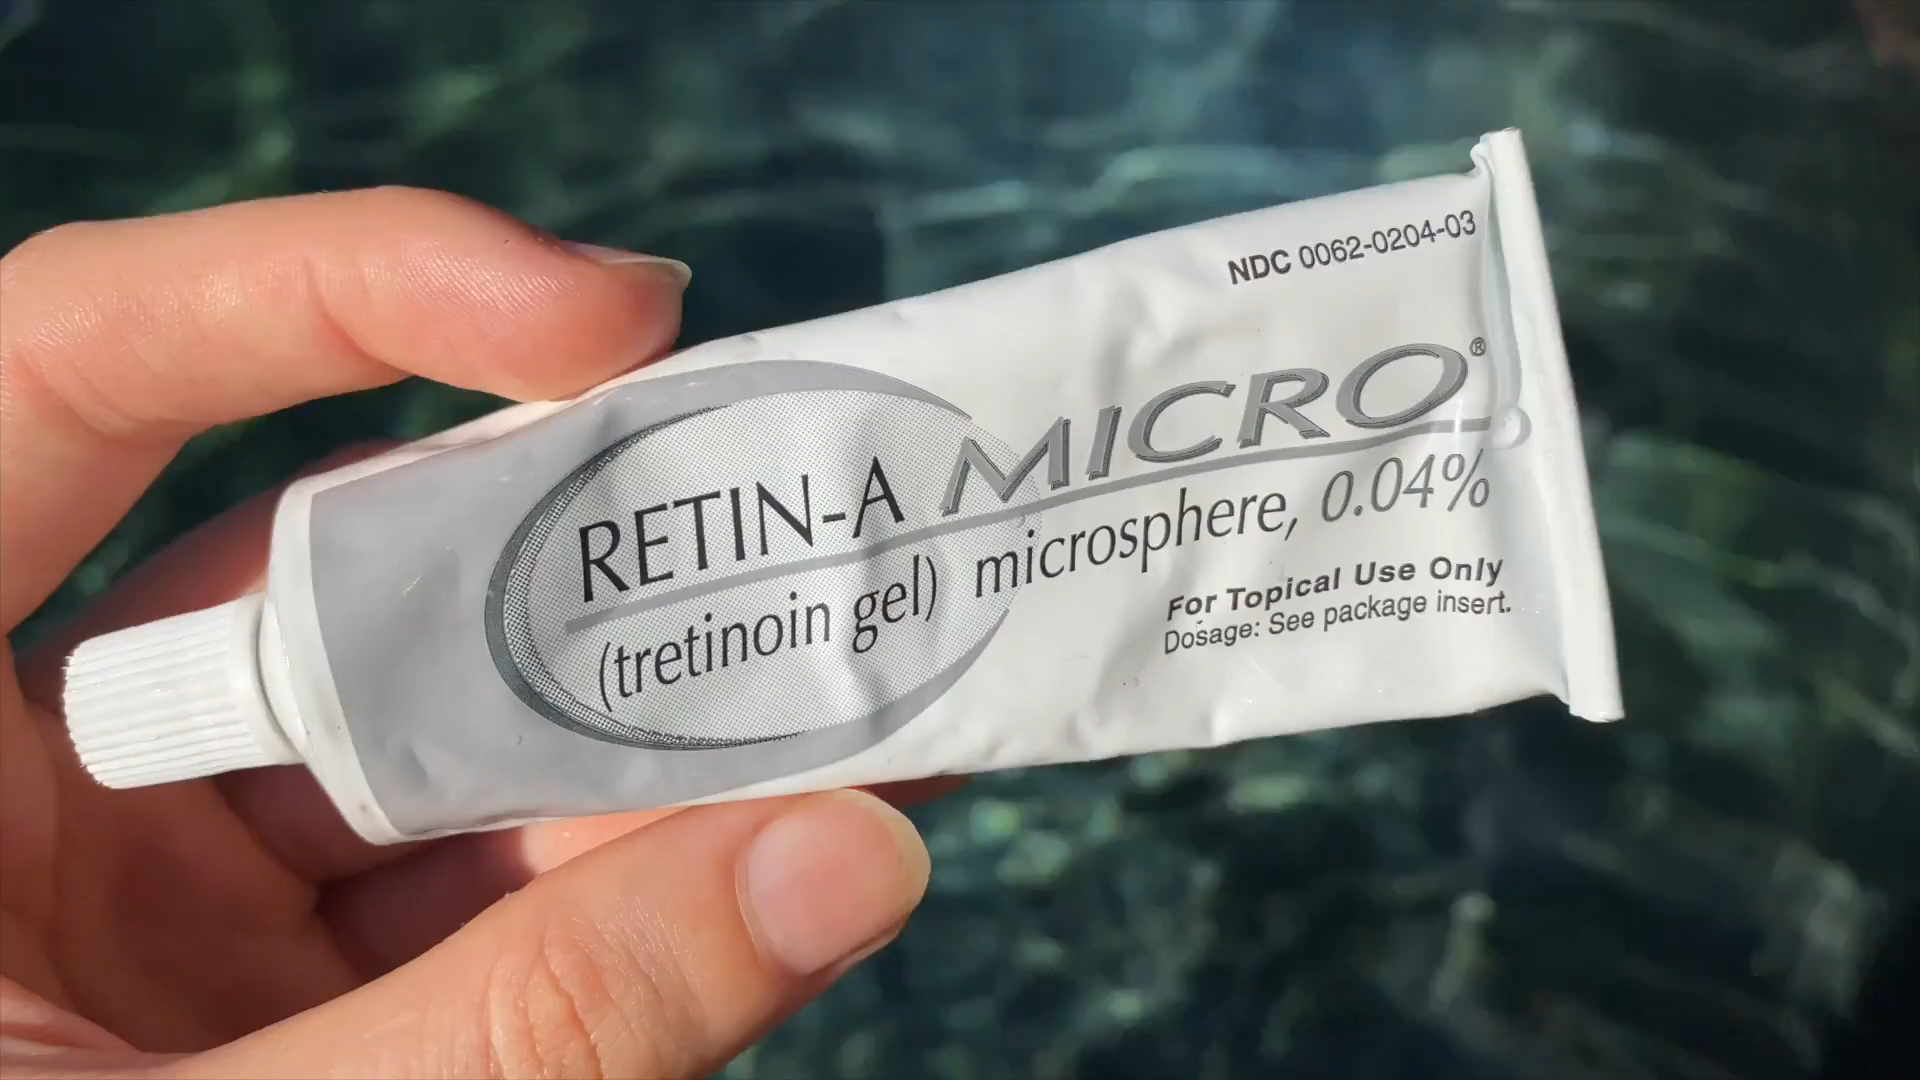 NDC 0062-0204-03
RETIN-A MICRO®
(tretinoin gel) microsphere, 0.04%
For Topical Use Only
Dosage: See package insert.